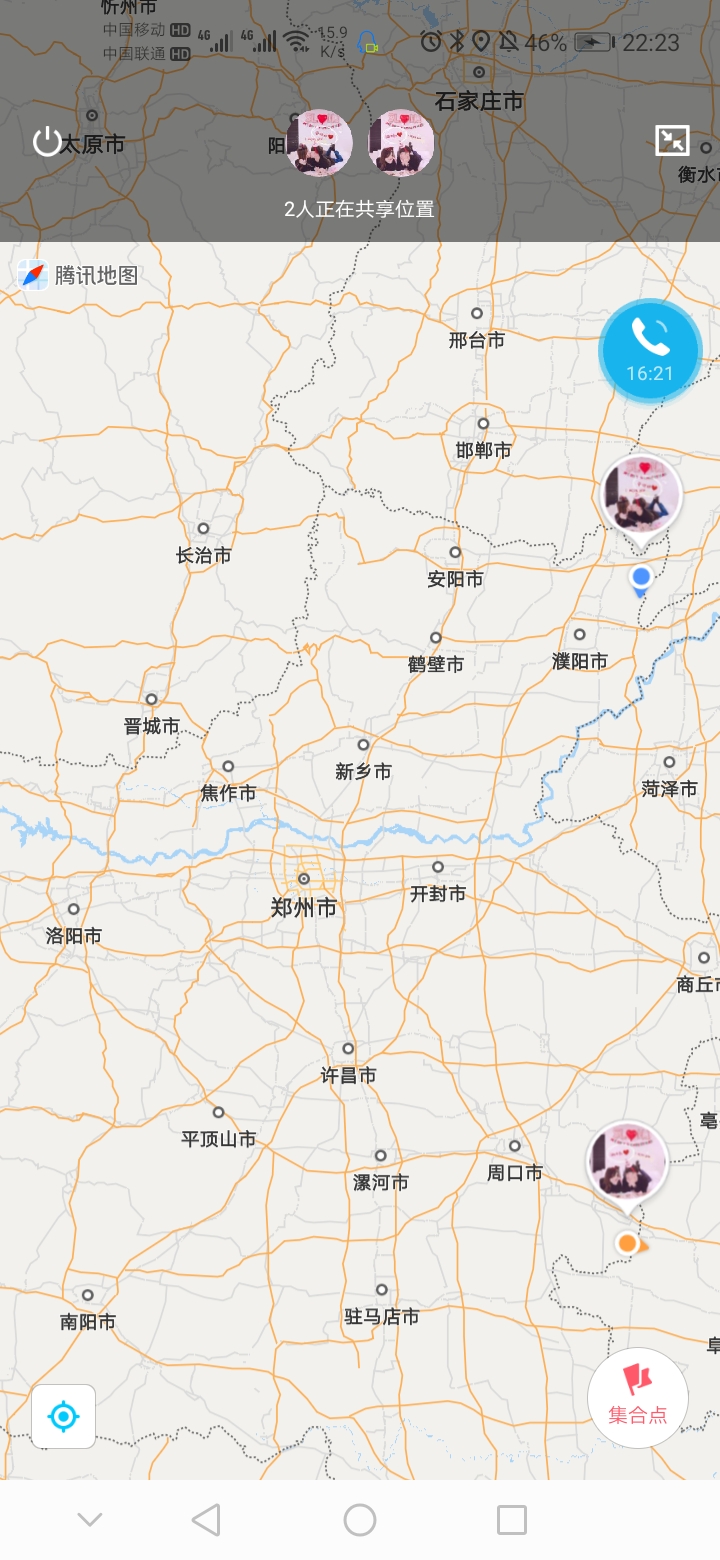 忻州市
中国移动 HD
中国联通 HD
4G
4G
15.9
K/s
46%
22:23
石家庄市
太原市
阳
衡水市
2人正在共享位置
腾讯地图
邢台市
16:21
邯郸市
长治市
安阳市
鹤壁市
濮阳市
晋城市
新乡市
焦作市
菏泽市
郑州市
开封市
洛阳市
商丘市
许昌市
亳
平顶山市
漯河市
周口市
南阳市
驻马店市
阜
集合点